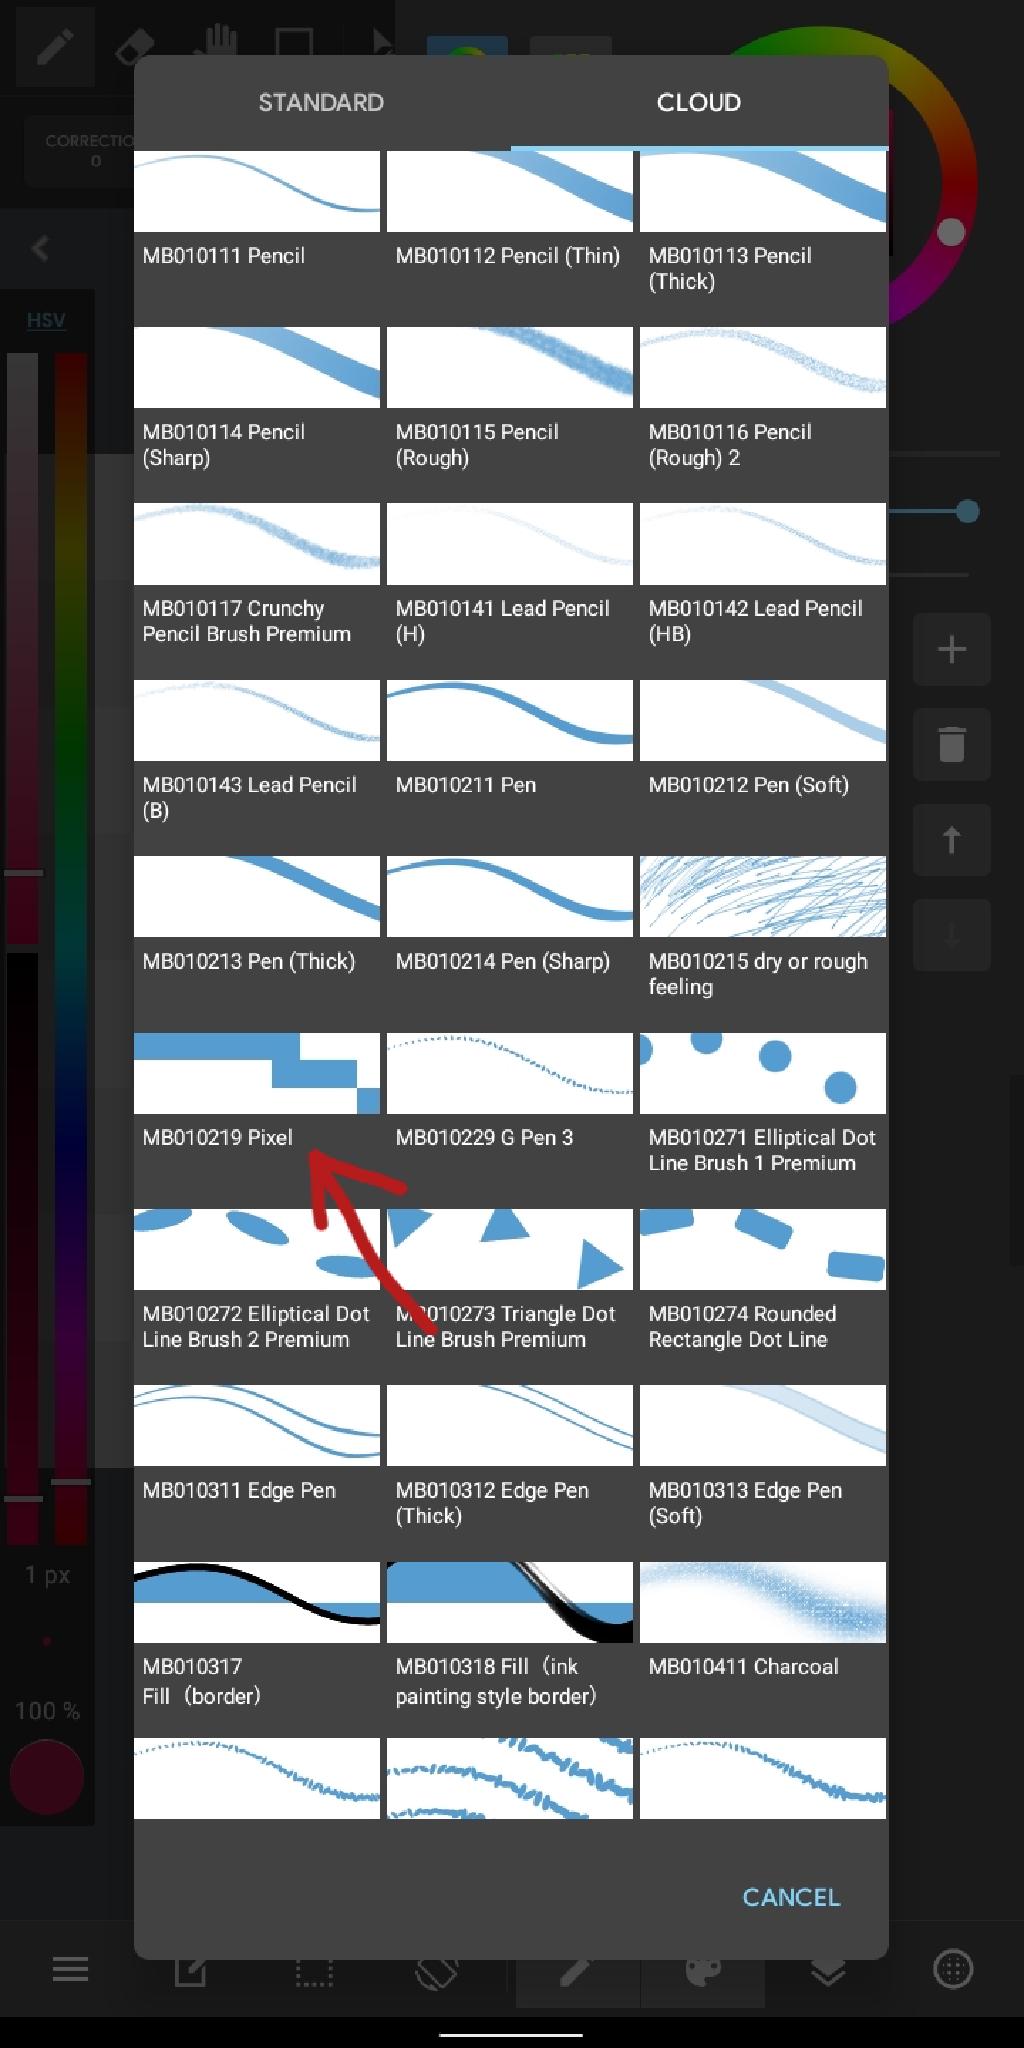 STANDARD
CLOUD
CORRECTIO
0
MB010111 Pencil
MB010112 Pencil (Thin)
MB010113 Pencil
(Thick)
HSV
MB010114 Pencil
(Sharp)
MB010115 Pencil
(Rough)
MB010116 Pencil
(Rough) 2
MB010117 Crunchy
Pencil Brush Premium
MB010141 Lead Pencil
(H)
MB010142 Lead Pencil
(HB)
MB010143 Lead Pencil
(B)
MB010211 Pen
MB010212 Pen (Soft)
MB010213 Pen (Thick)
MB010214 Pen (Sharp)
MB010215 dry or rough
feeling
MB010219 Pixel
MB010229 G Pen 3
MB010271 Elliptical Dot
Line Brush 1 Premium
MB010272 Elliptical Dot
Line Brush 2 Premium
MB010273 Triangle Dot
Line Brush Premium
MB010274 Rounded
Rectangle Dot Line
MB010311 Edge Pen
MB010312 Edge Pen
(Thick)
MB010313 Edge Pen
(Soft)
1 px
MB010317
Fill（border）
MB010318 Fill（ink
painting style border）
MB010411 Charcoal
100 %
CANCEL